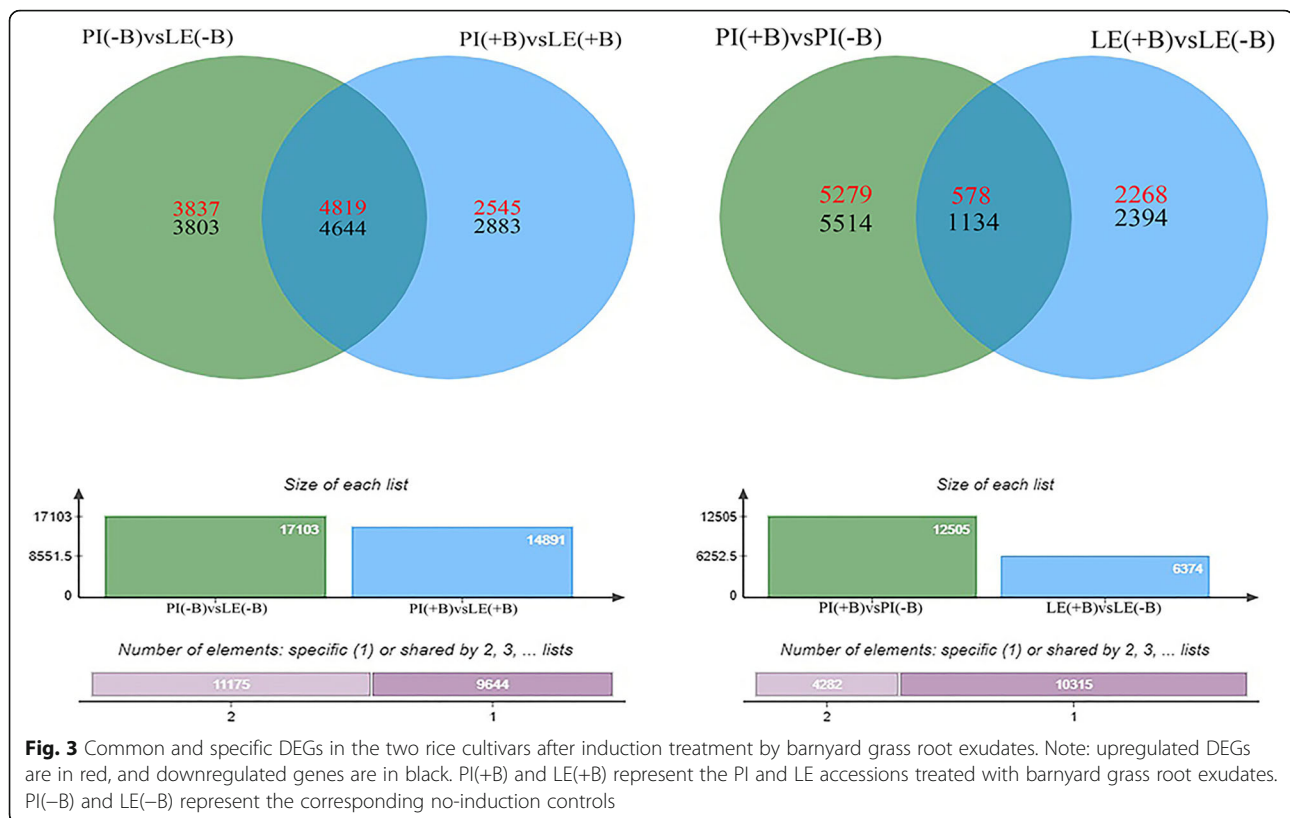 PI(-B)vsLE(-B) PI(+B)vsLE(+B)
3837 4819 2545
3803 4644 2883
PI(+B)vsPI(-B) LE(+B)vsLE(-B)
5279 578 2268
5514 1134 2394
Size of each list
17103
8551.5
0
17103
14891
PI(-B)vsLE(-B) PI(+B)vsLE(+B)
Number of elements: specific (1) or shared by 2, 3, ... lists
11175 9644
2 1
Size of each list
12505
6252.5
0
12505
6374
PI(+B)vsPI(-B) LE(+B)vsLE(-B)
Number of elements: specific (1) or shared by 2, 3, ... lists
4282 10315
2 1
Fig. 3 Common and specific DEGs in the two rice cultivars after induction treatment by barnyard grass root exudates. Note: upregulated DEGs
are in red, and downregulated genes are in black. PI(+B) and LE(+B) represent the PI and LE accessions treated with barnyard grass root exudates.
PI(−B) and LE(−B) represent the corresponding no-induction controls